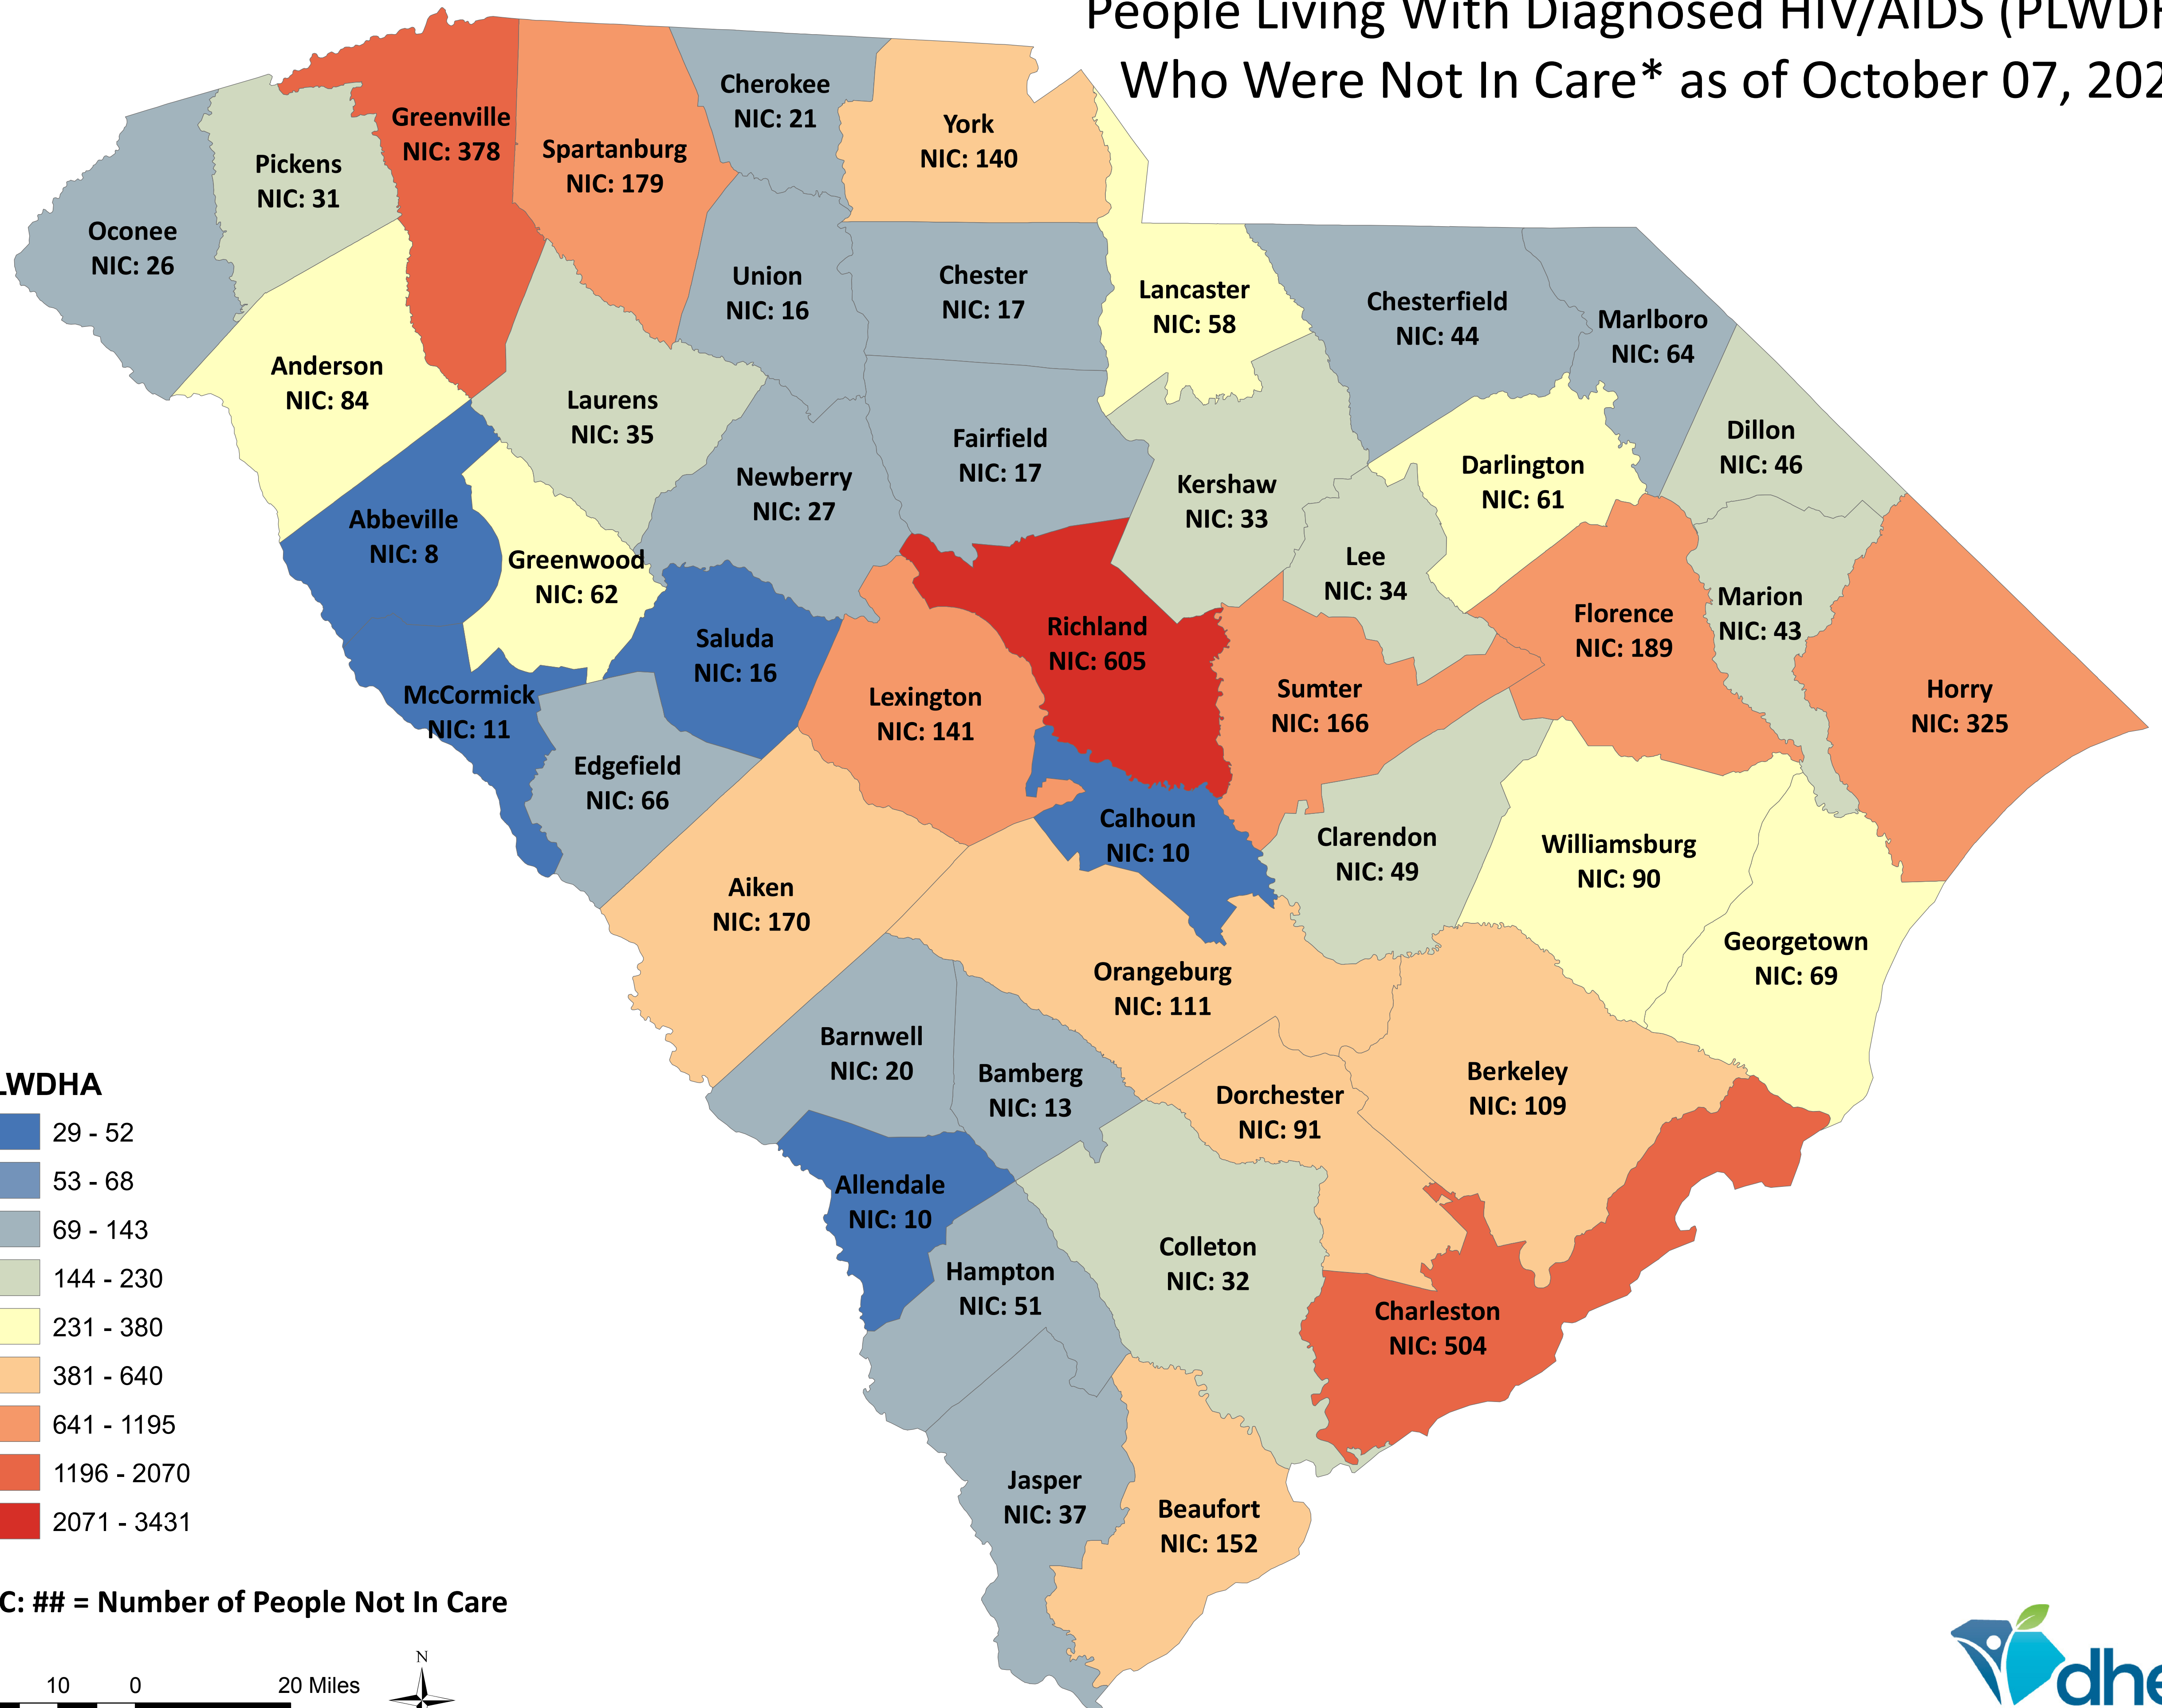 People Living With Diagnosed HIV/AIDS (PLWDH
Who Were Not In Care* as of October 07, 202
Cherokee
NIC: 21
York
NIC: 140
Greenville
NIC: 378
Spartanburg
NIC: 179
Pickens
NIC: 31
Oconee
NIC: 26
Union
NIC: 16
Chester
NIC: 17
Lancaster
NIC: 58
Chesterfield
NIC: 44
Marlboro
NIC: 64
Anderson
NIC: 84
Laurens
NIC: 35
Newberry
NIC: 27
Fairfield
NIC: 17
Kershaw
NIC: 33
Darlington
NIC: 61
Dillon
NIC: 46
Abbeville
NIC: 8
Greenwood
NIC: 62
Lee
NIC: 34
Florence
NIC: 189
Marion
NIC: 43
Saluda
NIC: 16
Richland
NIC: 605
McCormick
NIC: 11
Lexington
NIC: 141
Sumter
NIC: 166
Horry
NIC: 325
Edgefield
NIC: 66
Calhoun
NIC: 10
Clarendon
NIC: 49
Williamsburg
NIC: 90
Aiken
NIC: 170
Orangeburg
NIC: 111
Georgetown
NIC: 69
Barnwell
NIC: 20
Bamberg
NIC: 13
Dorchester
NIC: 91
Berkeley
NIC: 109
Allendale
NIC: 10
Hampton
NIC: 51
Colleton
NIC: 32
Charleston
NIC: 504
Jasper
NIC: 37
Beaufort
NIC: 152
LWDHA
29 - 52
53 - 68
69 - 143
144 - 230
231 - 380
381 - 640
641 - 1195
1196 - 2070
2071 - 3431
C: ## = Number of People Not In Care
N
10 0 20 Miles
dhe